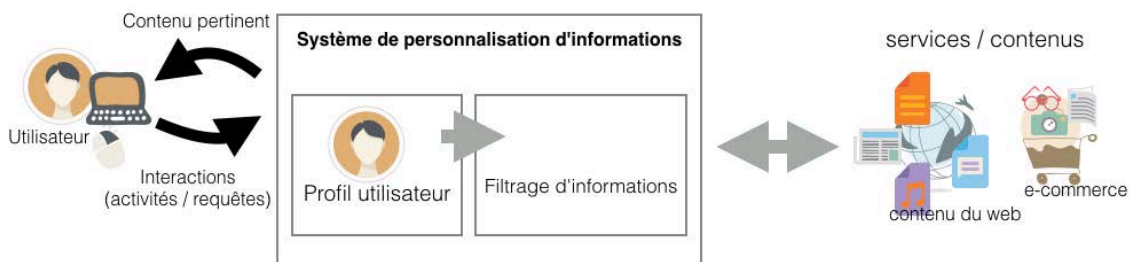 Contenu pertinent
Utilisateur
Interactions
(activités / requêtes)
Système de personnalisation d'informations
Profil utilisateur
Filtrage d'informations
services / contenus
contenu du web
e-commerce